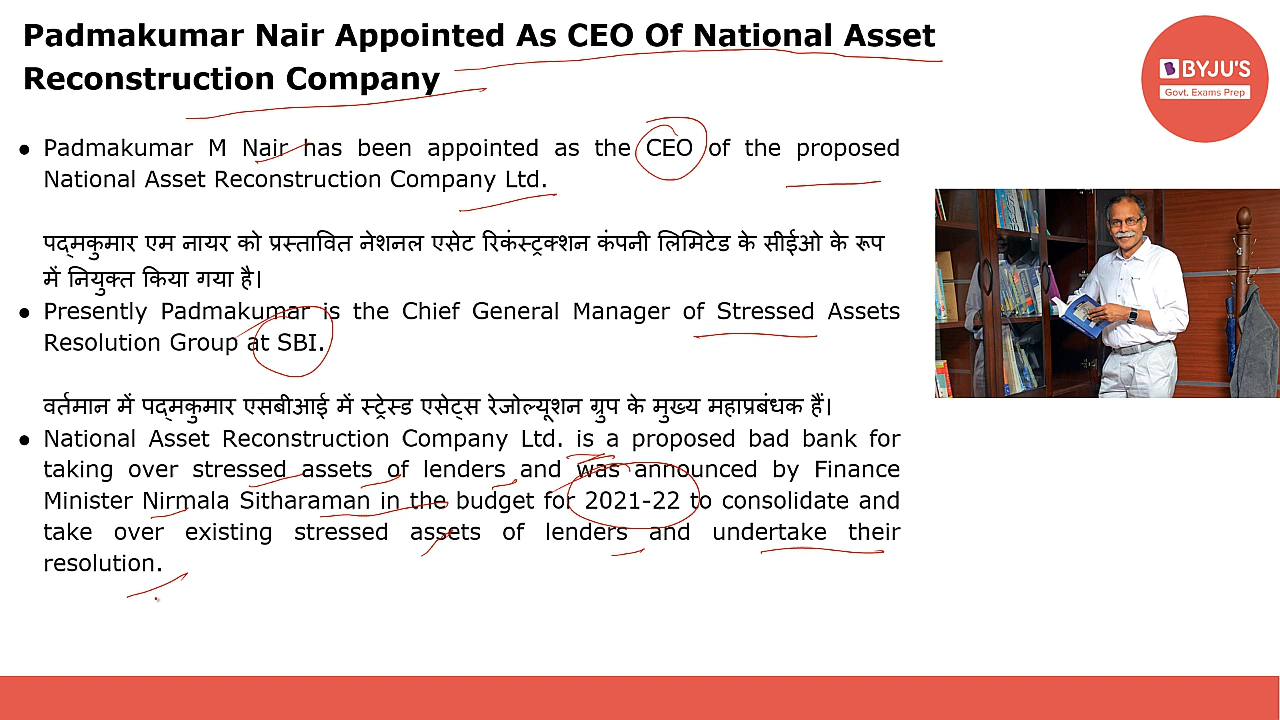 Padmakumar Nair Appointed As CEO Of National Asset
Reconstruction Company
BYJU'S
Govt. Exams Prep
● Padmakumar M Nair has been appointed as the CEO of the proposed
National Asset Reconstruction Company Ltd.
पद्मकुमार एम नायर को प्रस्तावित नेशनल एसेट रिकंस्ट्रक्शन कंपनी लिमिटेड के सीईओ के रूप
में नियुक्त किया गया है।
● Presently Padmakumar is the Chief General Manager of Stressed Assets
Resolution Group at SBI.
वर्तमान में पद्मकुमार एसबीआई में स्ट्रेस्ड एसेट्स रेजोल्यूशन ग्रुप के मुख्य महाप्रबंधक हैं।
● National Asset Reconstruction Company Ltd. is a proposed bad bank for
taking over stressed assets of lenders and was announced by Finance
Minister Nirmala Sitharaman in the budget for 2021-22 to consolidate and
take over existing stressed assets of lenders and undertake their
resolution.